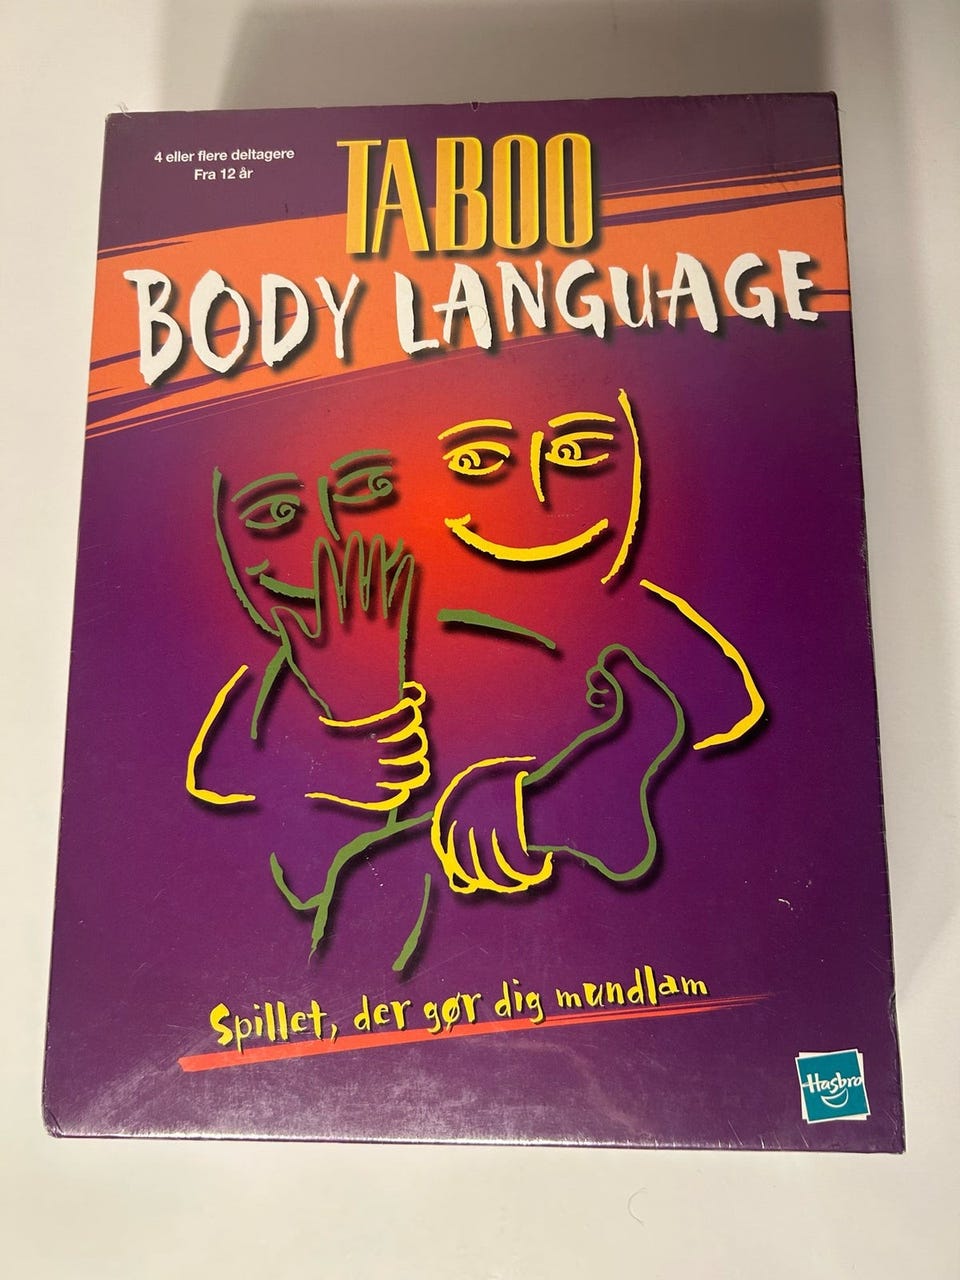 4 eller flere deltagere
Fra 12 år
TABOO
BODY LANGUAGE
Spillet, der gør dig mundlam
Hasbro